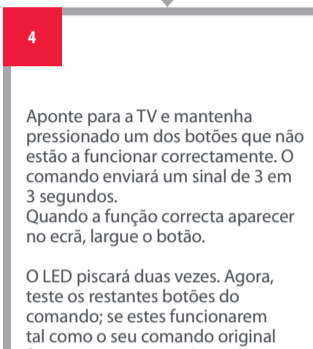 4
Aponte para a TV e mantenha
pressionado um dos botões que não
estão a funcionar correctamente. O
comando enviará um sinal de 3 em
3 segundos.
Quando a função correcta aparecer
no ecrã, largue o botão.
O LED piscará duas vezes. Agora,
teste os restantes botões do
comando; se estes funcionarem
tal como o seu comando original